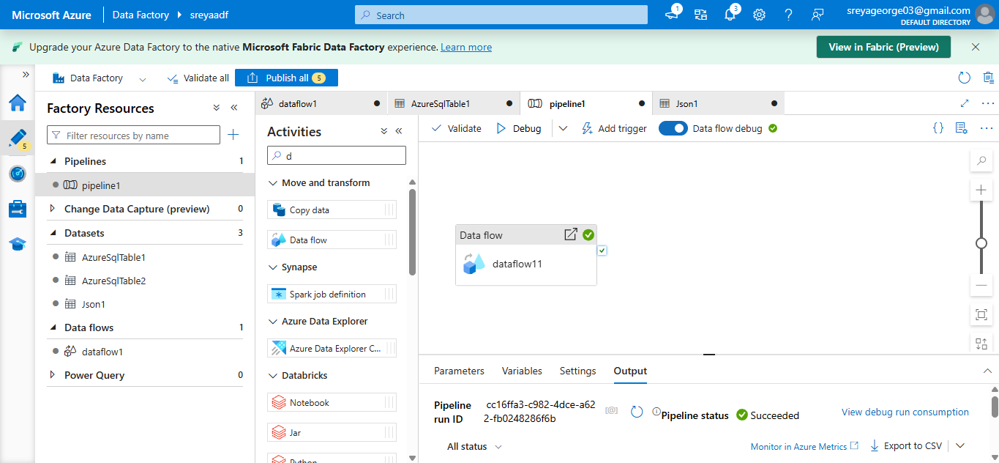 Microsoft Azure
Data Factory
sreyaadf
Search
1
3
sreyageorge03@gmail.com
DEFAULT DIRECTORY
Upgrade your Azure Data Factory to the native Microsoft Fabric Data Factory experience. Learn more
View in Fabric (Preview)
Data Factory
Validate all
Publish all 5
5
Factory Resources
Filter resources by name
Pipelines 1
pipeline1
Change Data Capture (preview) 0
Datasets 3
AzureSqlTable1
AzureSqlTable2
Json1
Data flows 1
dataflow1
Power Query 0
dataflow1
AzureSqlTable1
pipeline1
Json1
Activities
d
Move and transform
Copy data
Data flow
Synapse
Spark job definition
Azure Data Explorer
Azure Data Explorer C...
Databricks
Notebook
Jar
Python
Validate
Debug
Add trigger
Data flow debug
Data flow
dataflow11
Parameters
Variables
Settings
Output
Pipeline
run ID
cc16ffa3-c982-4dce-a62
2-fb0248286f6b
Pipeline status
Succeeded
View debug run consumption
All status
Monitor in Azure Metrics
Export to CSV